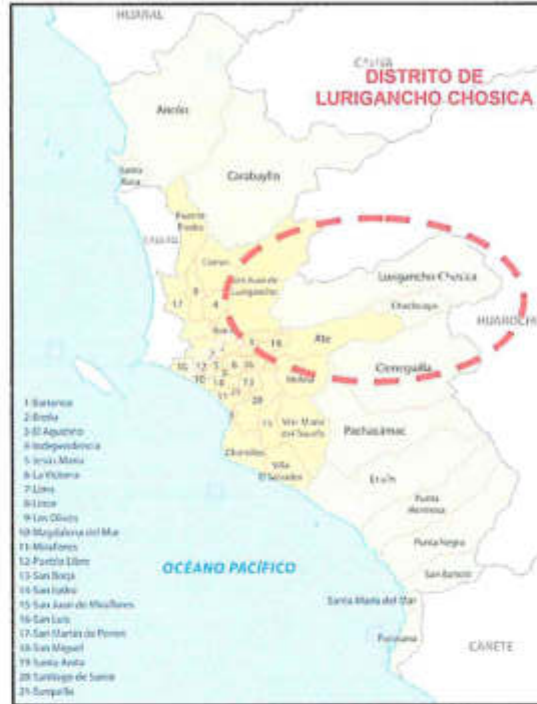 HUARAL
CANTA
DISTRITO DE
LURIGANCHO CHOSICA
Ancón
Santa
Rosa
Carabayllo
Puente
Piedra
Comas
San Juan de
Lurigancho
Lurigancho Chosica
Chaclacayo
HUAROCHI
17
4
Ate
Cieneguilla
Molina
Villa María
del Triunfo
Pachacámac
Chorrillos
Villa
El Salvador
Lurín
Punta
Hermosa
Punta Negra
San Bartolo
Santa María del Mar
Pucusana
CAÑETE
OCÉANO PACÍFICO
1-Barranco
2-Breña
3-El Agustino
4-Independencia
5-Jesús María
6-La Victoria
7-Lima
8-Lince
9-Los Olivos
10-Magdalena del Mar
11-Miraflores
12-Pueblo Libre
13-San Borja
14-San Isidro
15-San Juan de Miraflores
16-San Luis
17-San Martín de Porres
18-San Miguel
19-Santa Anita
20-Santiago de Surco
21-Surquillo